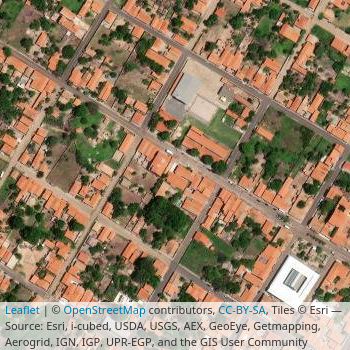 Leaflet | © OpenStreetMap contributors, CC-BY-SA, Tiles © Esri —
Source: Esri, i-cubed, USDA, USGS, AEX, GeoEye, Getmapping,
Aerogrid, IGN, IGP, UPR-EGP, and the GIS User Community